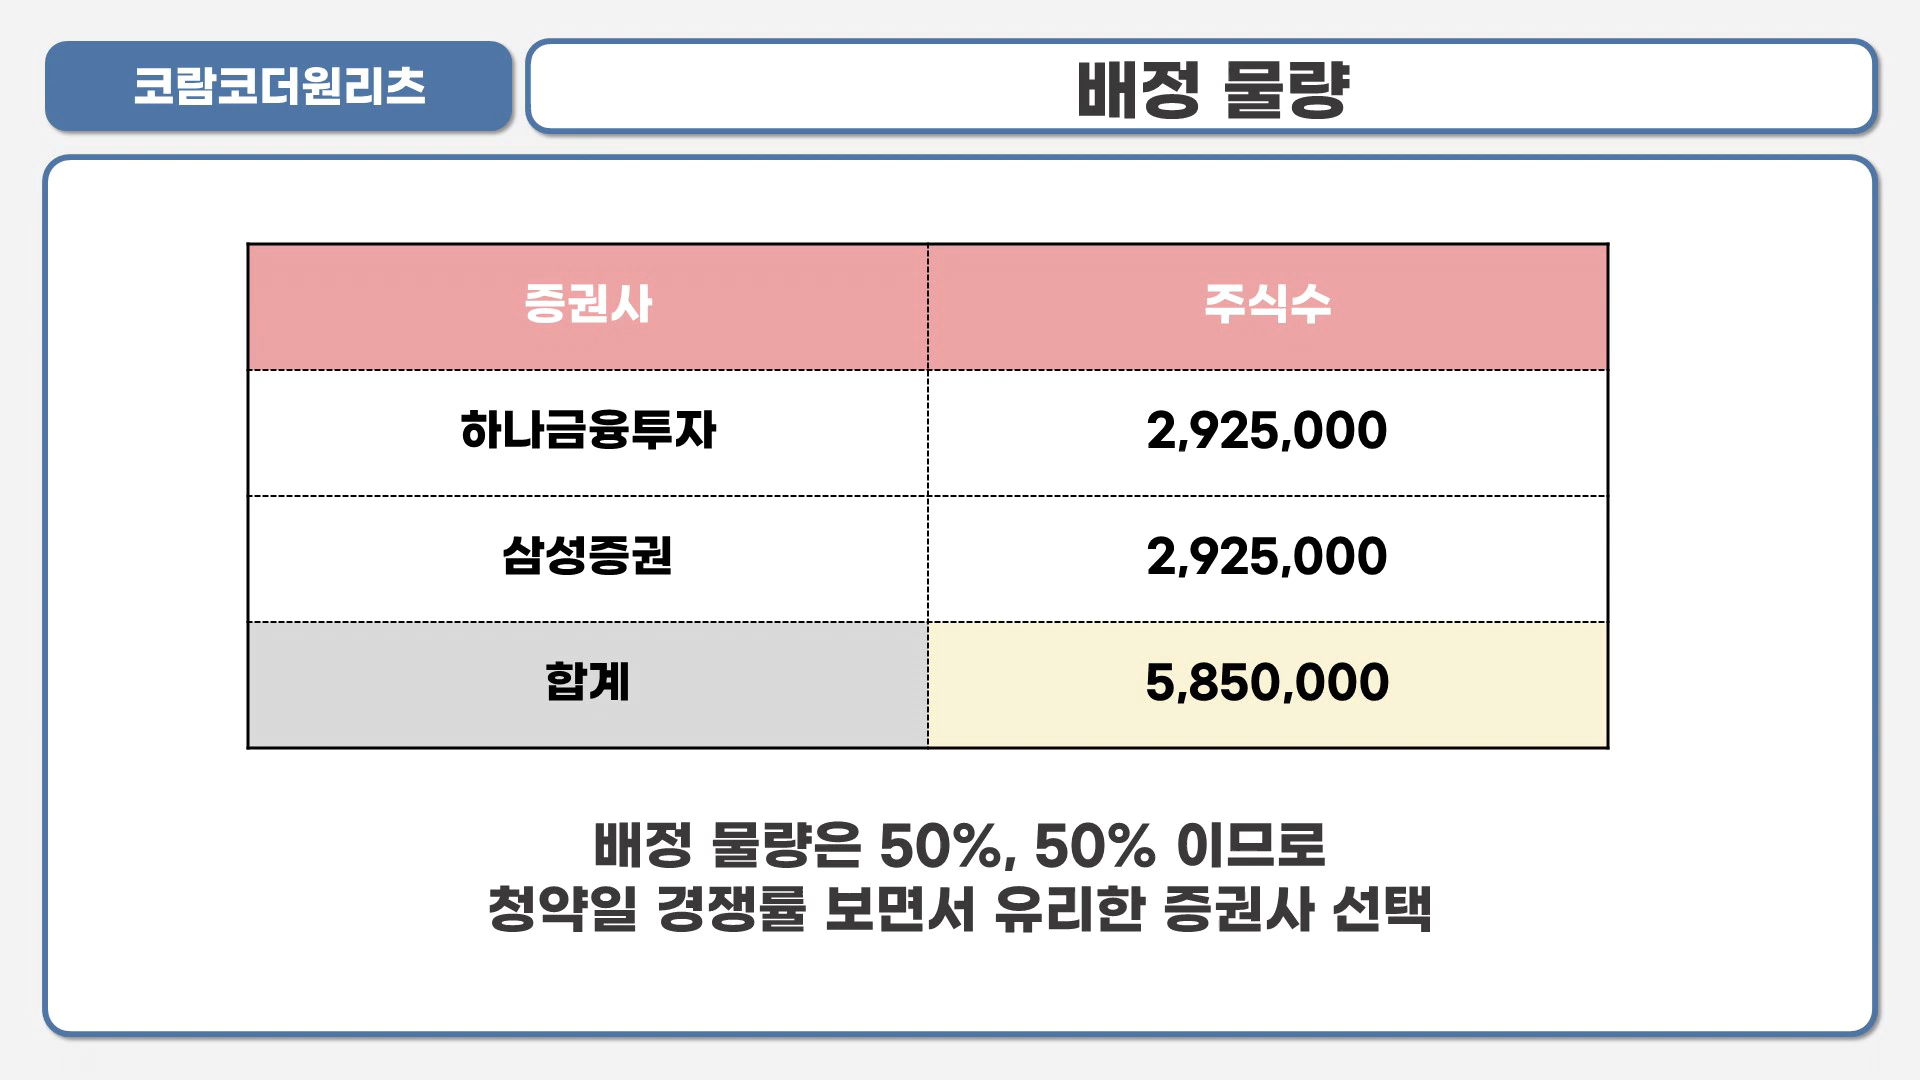 코람코더원리츠
배정 물량
증권사 주식수
하나금융투자 2,925,000
삼성증권 2,925,000
합계 5,850,000
배정 물량은 50%, 50% 이므로
청약일 경쟁률 보면서 유리한 증권사 선택